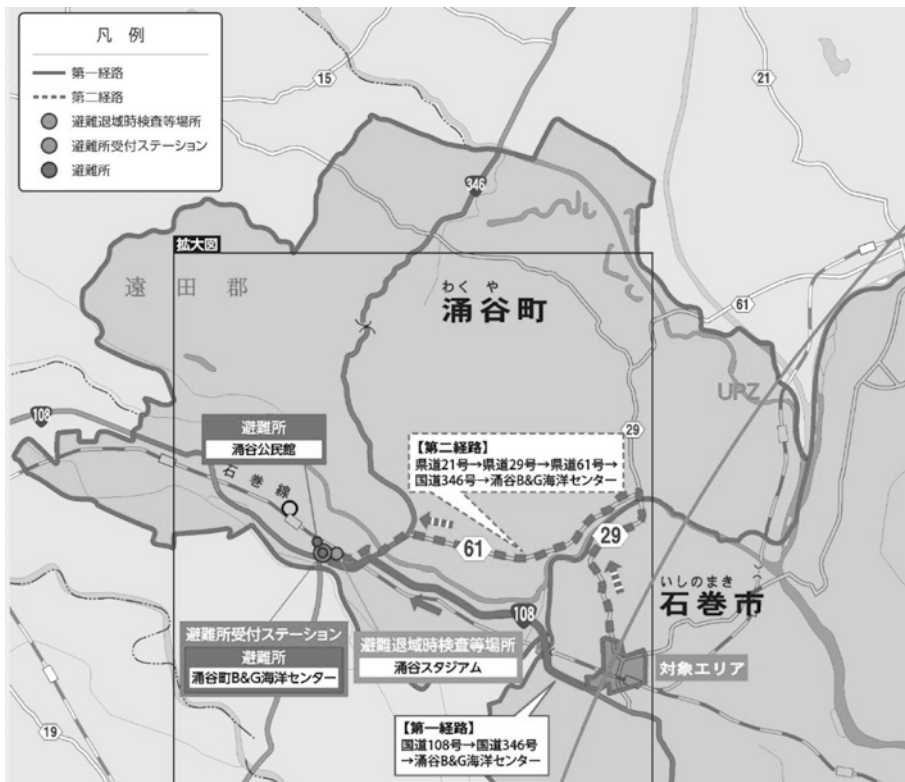 凡 例
第一経路
第二経路
避難退域時検査等場所
避難所受付ステーション
避難所
15
21
346
拡大図
遠 田 郡
わく や
涌谷町
61
UPZ
108
避難所
涌谷公民館
29
【第二経路】
県道21号→県道29号→県道61号→
国道346号→涌谷B&G海洋センター
石 巻 線
61
29
いしのまき
石巻市
108
避難所受付ステーション
避難所
涌谷町B&G海洋センター
避難退域時検査等場所
涌谷スタジアム
対象エリア
【第一経路】
国道108号→国道346号
→涌谷B&G海洋センター
19